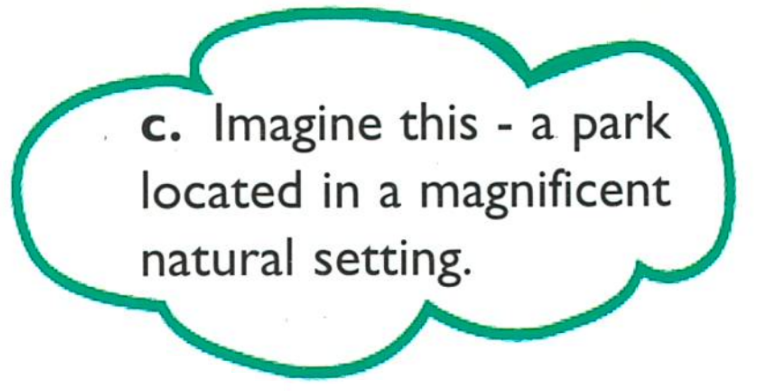 c. Imagine this - a park
located in a magnificent
natural setting.